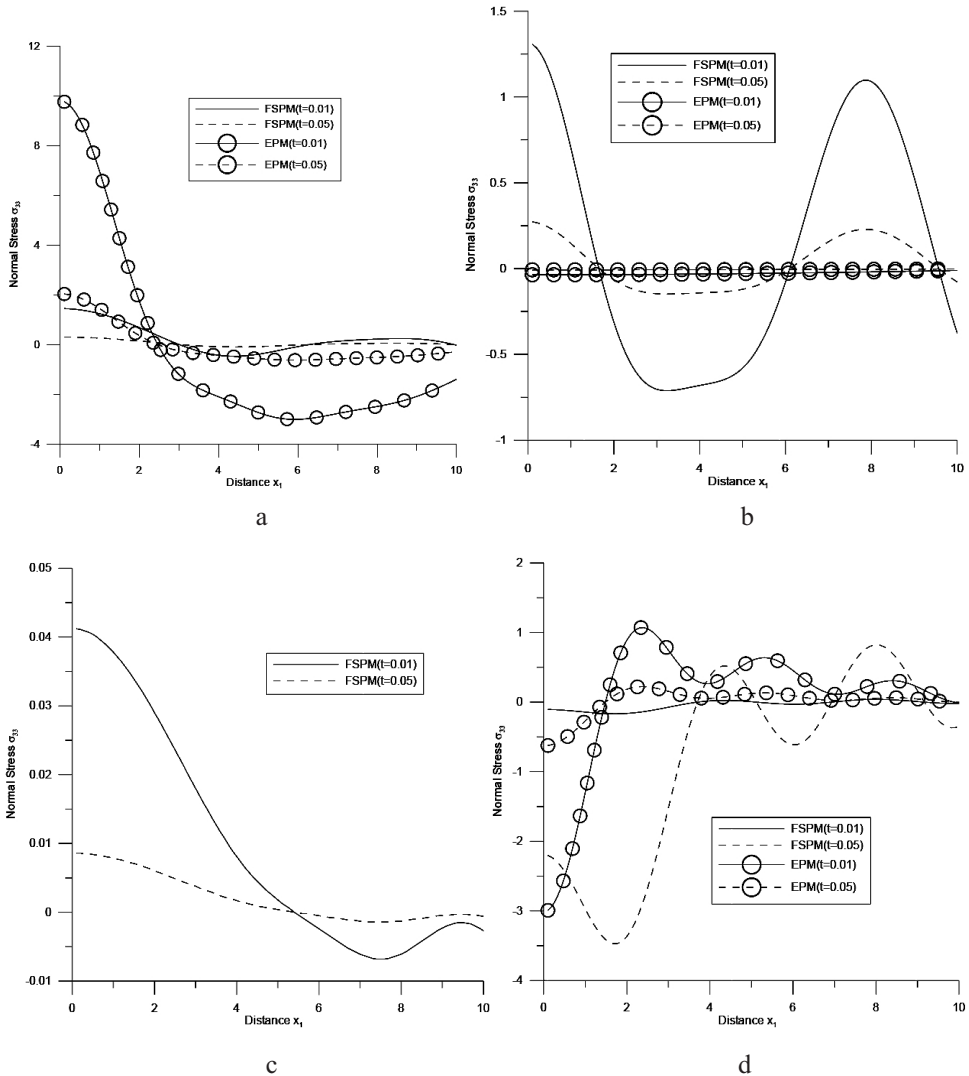 12
8
4
0
-4
Normal Stress σ33
FSPM(t=0.01)
FSPM(t=0.05)
EPM(t=0.01)
EPM(t=0.05)
0 2 4 6 8 10
Distance x1
a
1.5
1
0.5
0
-0.5
-1
Normal Stress σ33
FSPM(t=0.01)
FSPM(t=0.05)
EPM(t=0.01)
EPM(t=0.05)
0 2 4 6 8 10
Distance x1
b
0.05
0.04
0.03
0.02
0.01
0
-0.01
Normal Stress σ33
FSPM(t=0.01)
FSPM(t=0.05)
0 2 4 6 8 10
Distance x1
c
2
1
0
-1
-2
-3
-4
Normal Stress σ33
FSPM(t=0.01)
FSPM(t=0.05)
EPM(t=0.01)
EPM(t=0.05)
0 2 4 6 8 10
Distance x1
d